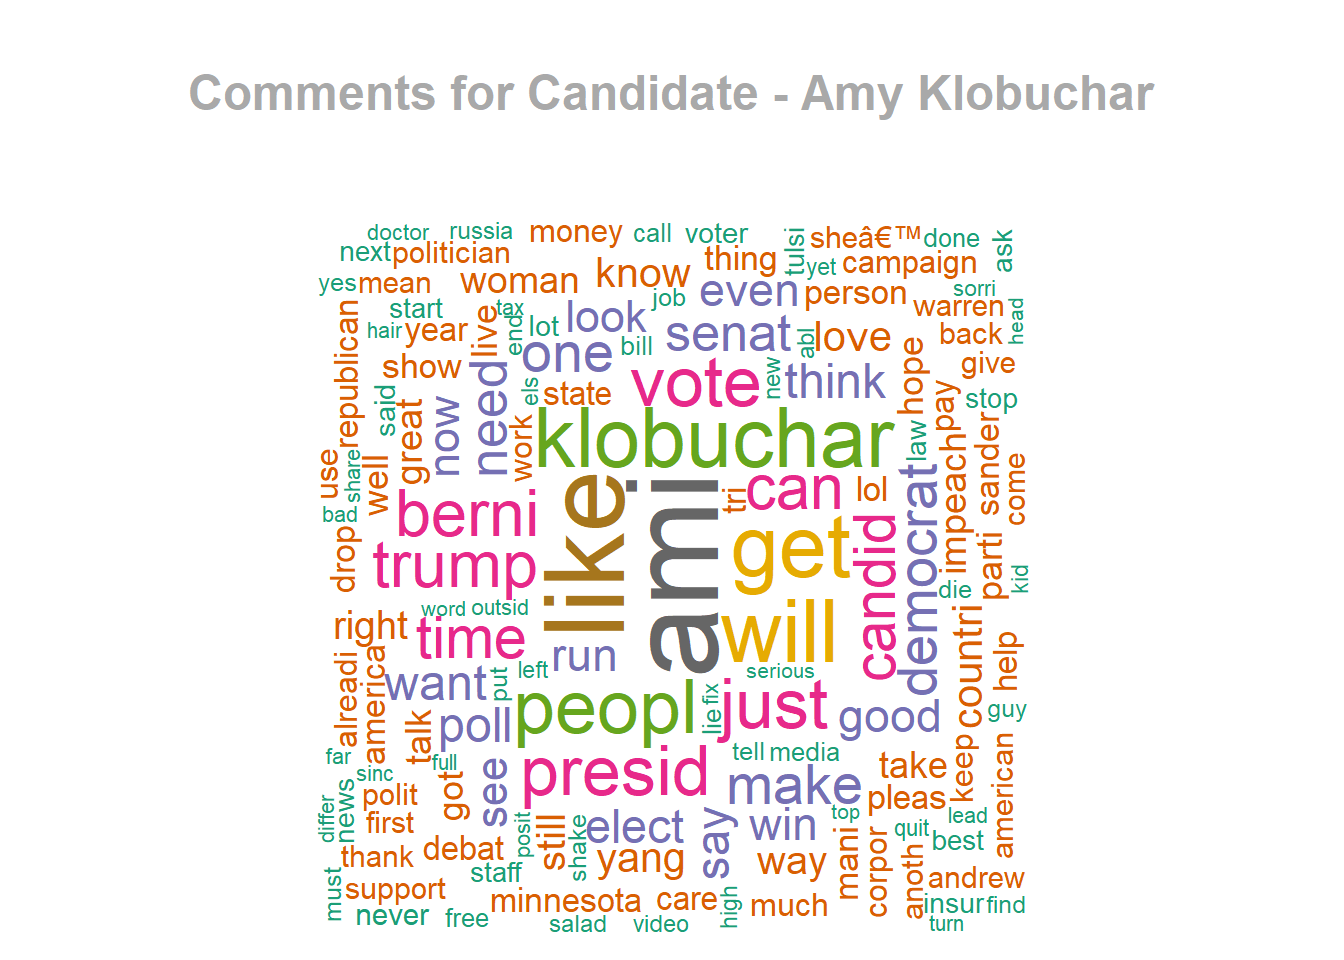 Comments for Candidate - Amy Klobuchar
doctor
russia
money
call
voter
tulsi
sheâ€™
done
ask
next
politician
woman
know
thing
yet
campaign
yes
mean
start
tax
job
even
person
sorri
warren
head
republican
hair
year
live
end
lot
look
bill
senat
abl
love
back
show
one
vote
new
think
hope
give
said
great
now
need
els
state
pay
stop
use
share
well
work
klobuchar
law
impeach
sander
come
bad
berni
like
ami
tri
can
lol
candid
democrat
drop
trump
get
parti
kid
die
word
outsid
right
time
run
will
countri
help
alreadi
america
want
put
left
serious
talk
poll
peopl
lie
fix
just
good
guy
far
sinc
full
tell
media
keep
american
differ
news
polit
got
see
presid
make
take
pleas
first
posit
still
shake
elect
say
win
top
mani
corpor
quit
lead
best
thank
debat
yang
way
anoth
must
support
staff
minnesota
care
high
much
andrew
insur
find
never
free
salad
video
turn